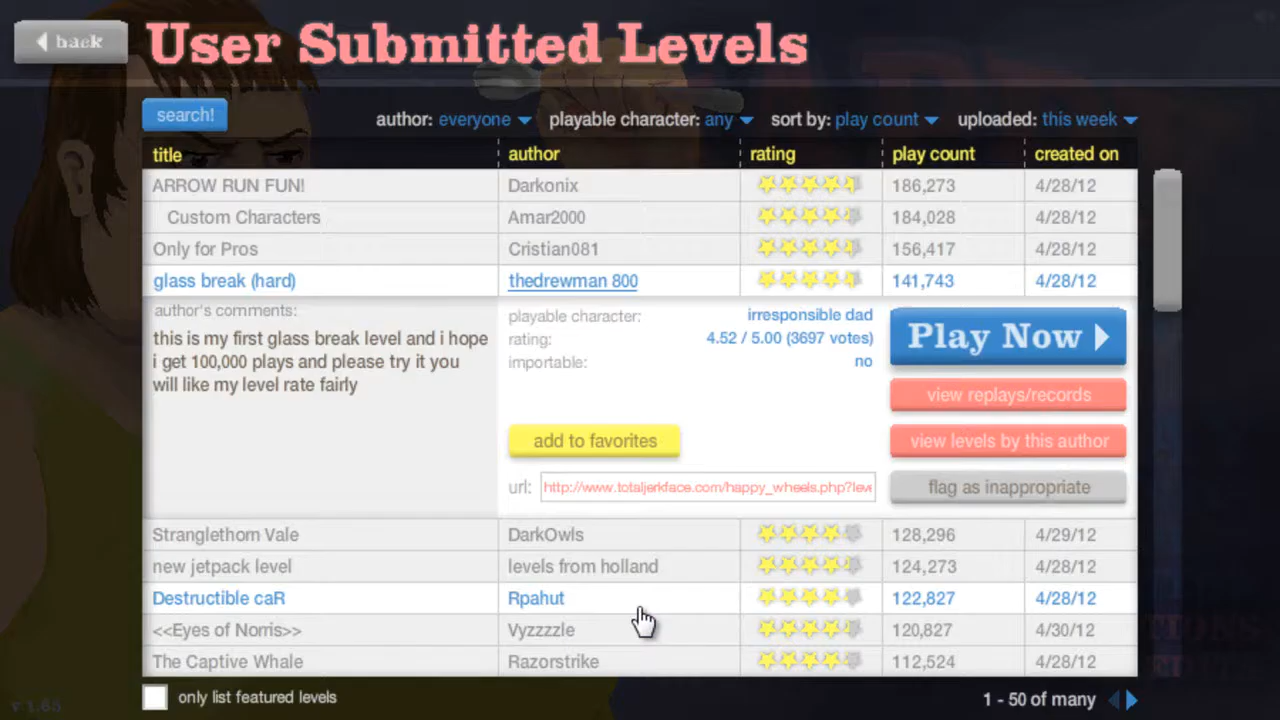 back
User Submitted Levels
search!
author: everyone playable character: any sort by: play count uploaded: this week
title author rating play count created on
ARROW RUN FUN! Darkonix 186,273 4/28/12
Custom Characters Amar2000 184,028 4/28/12
Only for Pros Cristian081 156,417 4/28/12
glass break (hard) thedrewman 800 141,743 4/28/12
author's comments:
this is my first glass break level and i hope
i get 100,000 plays and please try it you
will like my level rate fairly
playable character: irresponsible dad
rating: 4.52 / 5.00 (3697 votes)
importable: no
add to favorites
url: http://www.totaljerkface.com/happy_wheels.php?leve
Play Now
view replays/records
view levels by this author
flag as inappropriate
Stranglethorn Vale DarkOwls 128,296 4/29/12
new jetpack level levels from holland 124,273 4/28/12
Destructible caR Rpahut 122,827 4/28/12
<<Eyes of Norris>> Vyzzzzle 120,827 4/30/12
The Captive Whale Razorstrike 112,524 4/28/12
only list featured levels
1 - 50 of many
v 1.65